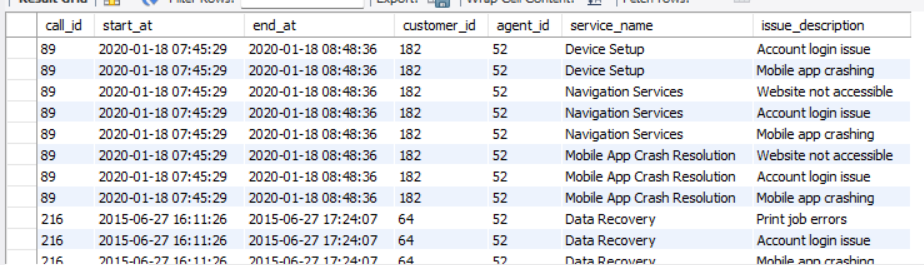 Result Grid Filter Rows: Export: Wrap Cell Content: Fetch rows:
call_id start_at end_at customer_id agent_id service_name issue_description
89 2020-01-18 07:45:29 2020-01-18 08:48:36 182 52 Device Setup Account login issue
89 2020-01-18 07:45:29 2020-01-18 08:48:36 182 52 Device Setup Mobile app crashing
89 2020-01-18 07:45:29 2020-01-18 08:48:36 182 52 Navigation Services Website not accessible
89 2020-01-18 07:45:29 2020-01-18 08:48:36 182 52 Navigation Services Account login issue
89 2020-01-18 07:45:29 2020-01-18 08:48:36 182 52 Navigation Services Mobile app crashing
89 2020-01-18 07:45:29 2020-01-18 08:48:36 182 52 Mobile App Crash Resolution Website not accessible
89 2020-01-18 07:45:29 2020-01-18 08:48:36 182 52 Mobile App Crash Resolution Account login issue
89 2020-01-18 07:45:29 2020-01-18 08:48:36 182 52 Mobile App Crash Resolution Mobile app crashing
216 2015-06-27 16:11:26 2015-06-27 17:24:07 64 52 Data Recovery Print job errors
216 2015-06-27 16:11:26 2015-06-27 17:24:07 64 52 Data Recovery Account login issue
216 2015-06-27 16:11:26 2015-06-27 17:24:07 64 52 Data Recovery Mobile app crashing